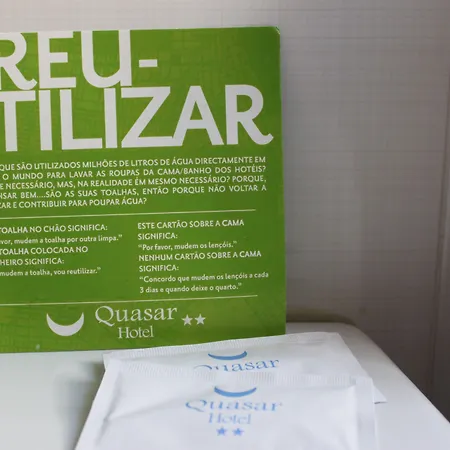 REU-
TILIZAR
QUE SÃO UTILIZADOS MILHÕES DE LITROS DE ÁGUA DIRECTAMENTE EM
O MUNDO PARA LAVAR AS ROUPAS DA CAMA/BANHO DOS HOTÉIS?
E NECESSÁRIO, MAS, NA REALIDADE EM MESMO NECESSÁRIO? PORQUE,
SAR BEM....SÃO AS SUAS TOALHAS, ENTÃO PORQUE NÃO VOLTAR A
ZAR E CONTRIBUIR PARA POUPAR ÁGUA?
TOALHA NO CHÃO SIGNIFICA:
avor, mudem a toalha por outra limpa."
TOALHA COLOCADA NO
HEIRO SIGNIFICA:
mudem a toalha, vou reutilizar."
ESTE CARTÃO SOBRE A CAMA
SIGNIFICA:
"Por favor, mudem os lençóis."
NENHUM CARTÃO SOBRE A CAMA
SIGNIFICA:
"Concordo que mudem os lençóis a cada
3 dias e quando deixe o quarto."
Quasar
Hotel ★★
Quasar
Quasar
Hotel
★★